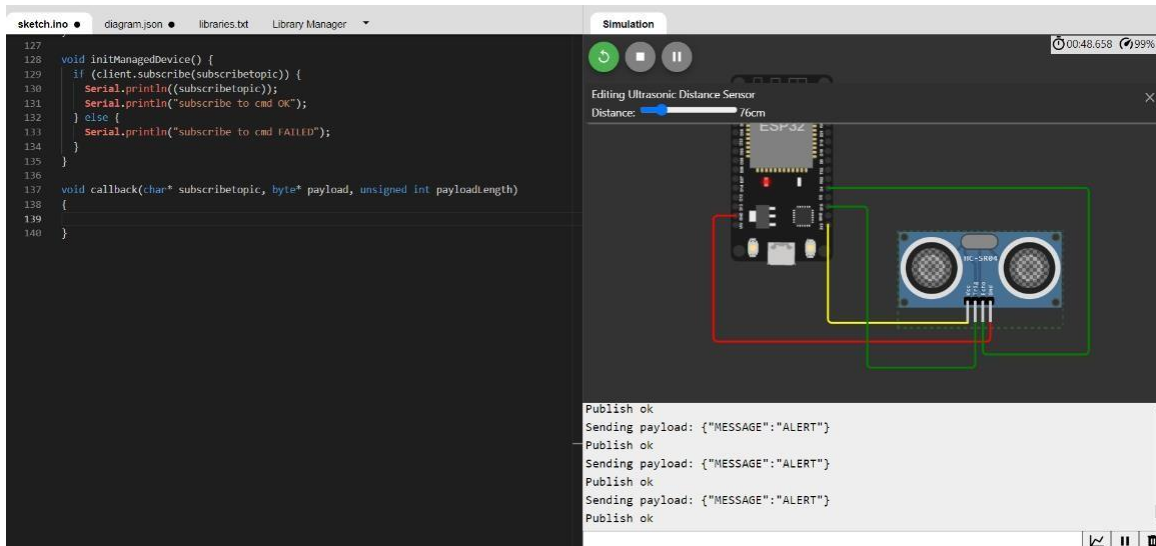 sketch.ino ● diagram.json ● libraries.txt Library Manager ▼
127
128 void initManagedDevice() {
129 if (client.subscribe(subscribetopic)) {
130 Serial.println((subscribetopic));
131 Serial.println("subscribe to cmd OK");
132 } else {
133 Serial.println("subscribe to cmd FAILED");
134 }
135 }
136
137 void callback(char* subscribetopic, byte* payload, unsigned int payloadLength)
138 {
139
140 }
Simulation
00:48.658 99%
Editing Ultrasonic Distance Sensor
Distance: 76cm
ESP32
HC-SR04
Vcc
Trig
Echo
Gnd
Publish ok
Sending payload: {"MESSAGE":"ALERT"}
Publish ok
Sending payload: {"MESSAGE":"ALERT"}
Publish ok
Sending payload: {"MESSAGE":"ALERT"}
Publish ok